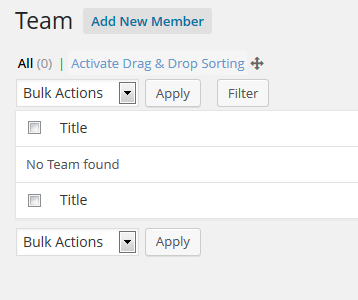 Team Add New Member
All (0) | Activate Drag & Drop Sorting
Bulk Actions Apply Filter
Title
No Team found
Title
Bulk Actions Apply